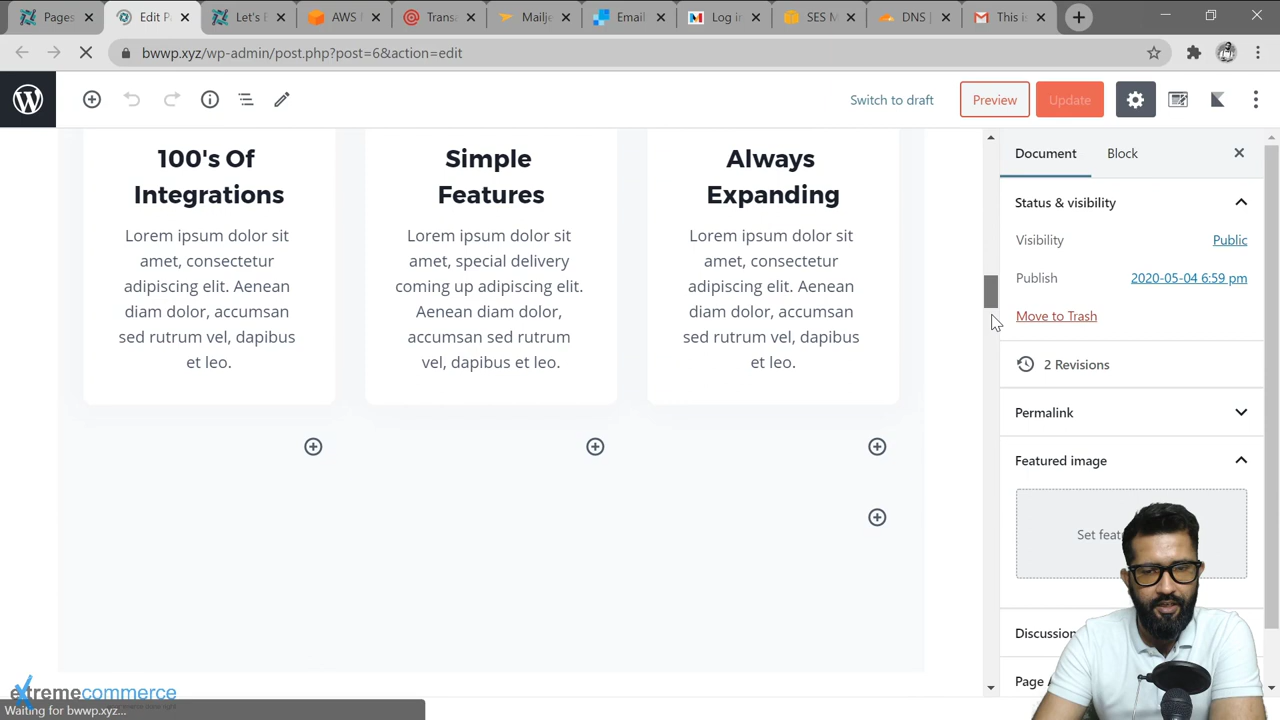 Pages
Edit P
Let's E
AWS M
Transa
Mailje
Email
Log in
SES M
DNS |
This is
bwwp.xyz/wp-admin/post.php?post=6&action=edit
Switch to draft
Preview
Update
Document
Block
Status & visibility
Visibility
Public
Publish
2020-05-04 6:59 pm
Move to Trash
2 Revisions
Permalink
Featured image
Set feat
Discussion
Page A
100's Of
Integrations
Lorem ipsum dolor sit
amet, consectetur
adipiscing elit. Aenean
diam dolor, accumsan
sed rutrum vel, dapibus
et leo.
Simple
Features
Lorem ipsum dolor sit
amet, special delivery
coming up adipiscing elit.
Aenean diam dolor,
accumsan sed rutrum
vel, dapibus et leo.
Always
Expanding
Lorem ipsum dolor sit
amet, consectetur
adipiscing elit. Aenean
diam dolor, accumsan
sed rutrum vel, dapibus
et leo.
extremecommerce
Waiting for bwwp.xyz...